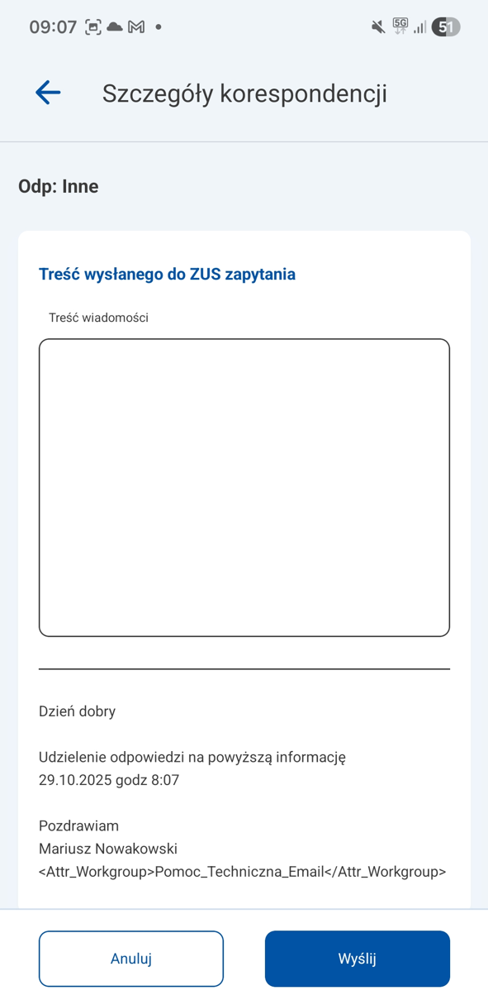 09:07
5G
51
Szczegóły korespondencji
Odp: Inne
Treść wysłanego do ZUS zapytania
Treść wiadomości
Dzień dobry
Udzielenie odpowiedzi na powyższą informację
29.10.2025 godz 8:07
Pozdrawiam
Mariusz Nowakowski
<Attr_Workgroup>Pomoc_Techniczna_Email</Attr_Workgroup>
Anuluj
Wyślij